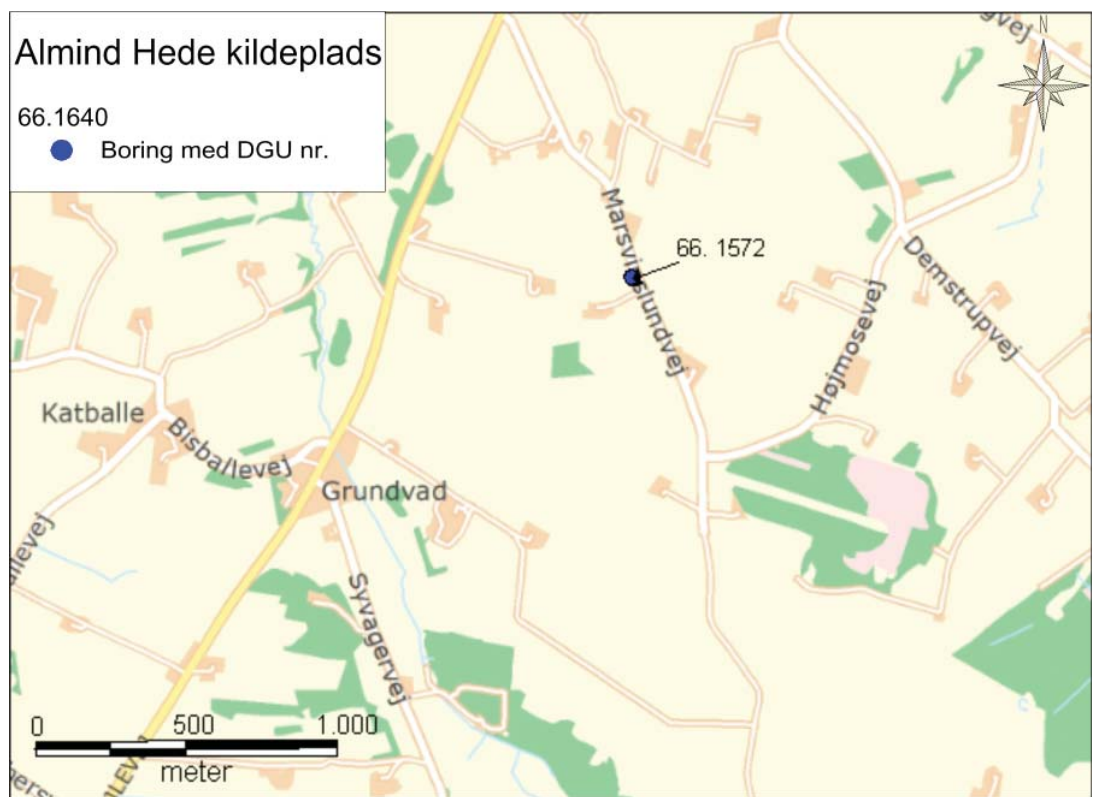 Almind Hede kildeplads
66.1640
Boring med DGU nr.
N
Marsvinslundvej
66. 1572
Demstrupvej
Højmosevej
Katballe
Bisballevej
Grundvad
Syvagervej
0 500 1.000
meter